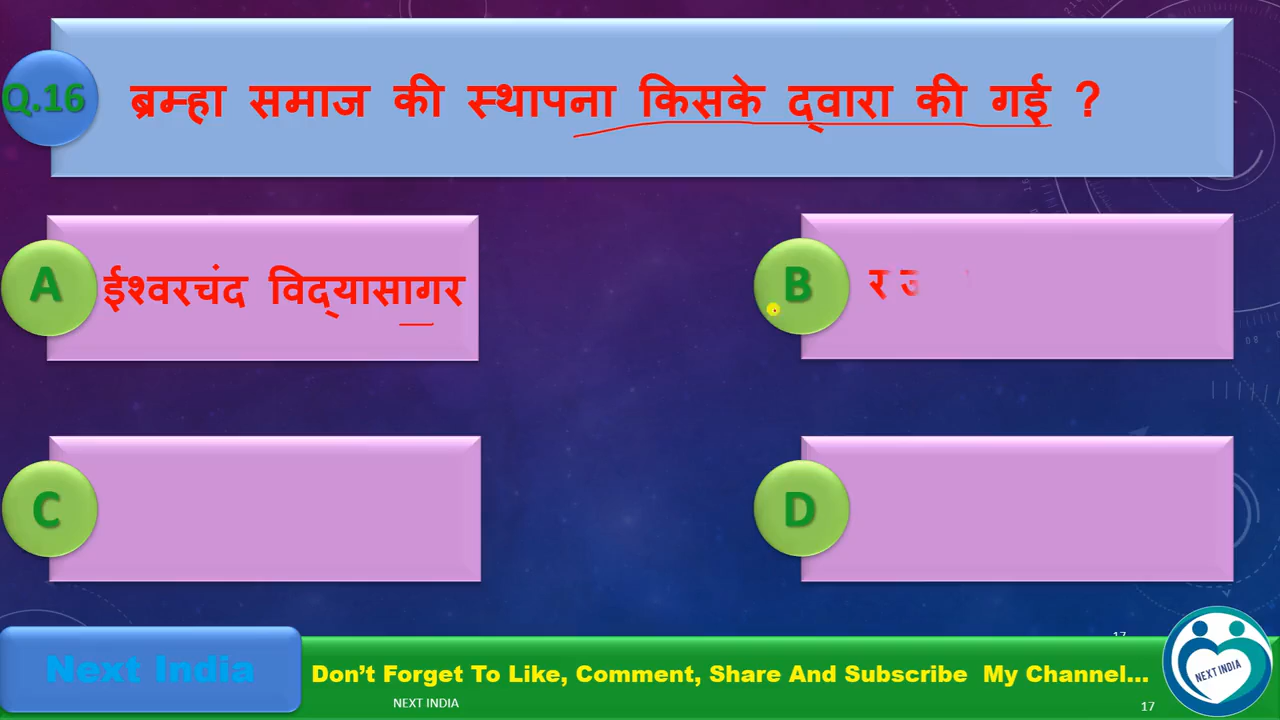 Q.16
ब्रम्हा समाज की स्थापना किसके द्वारा की गई ?
A
ईश्वरचंद विद्यासागर
B
C
D
Next India
Don't Forget To Like, Comment, Share And Subscribe My Channel...
NEXT INDIA
17
17
NEXT INDIA